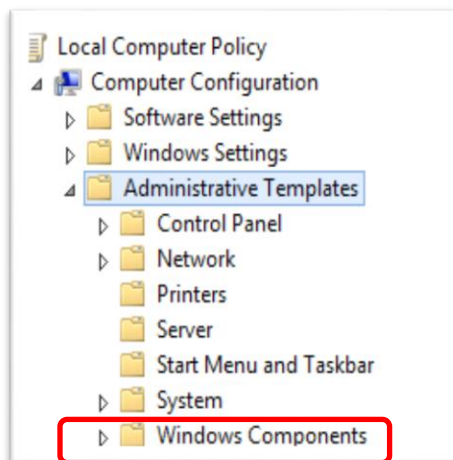 Local Computer Policy
Computer Configuration
Software Settings
Windows Settings
Administrative Templates
Control Panel
Network
Printers
Server
Start Menu and Taskbar
System
Windows Components